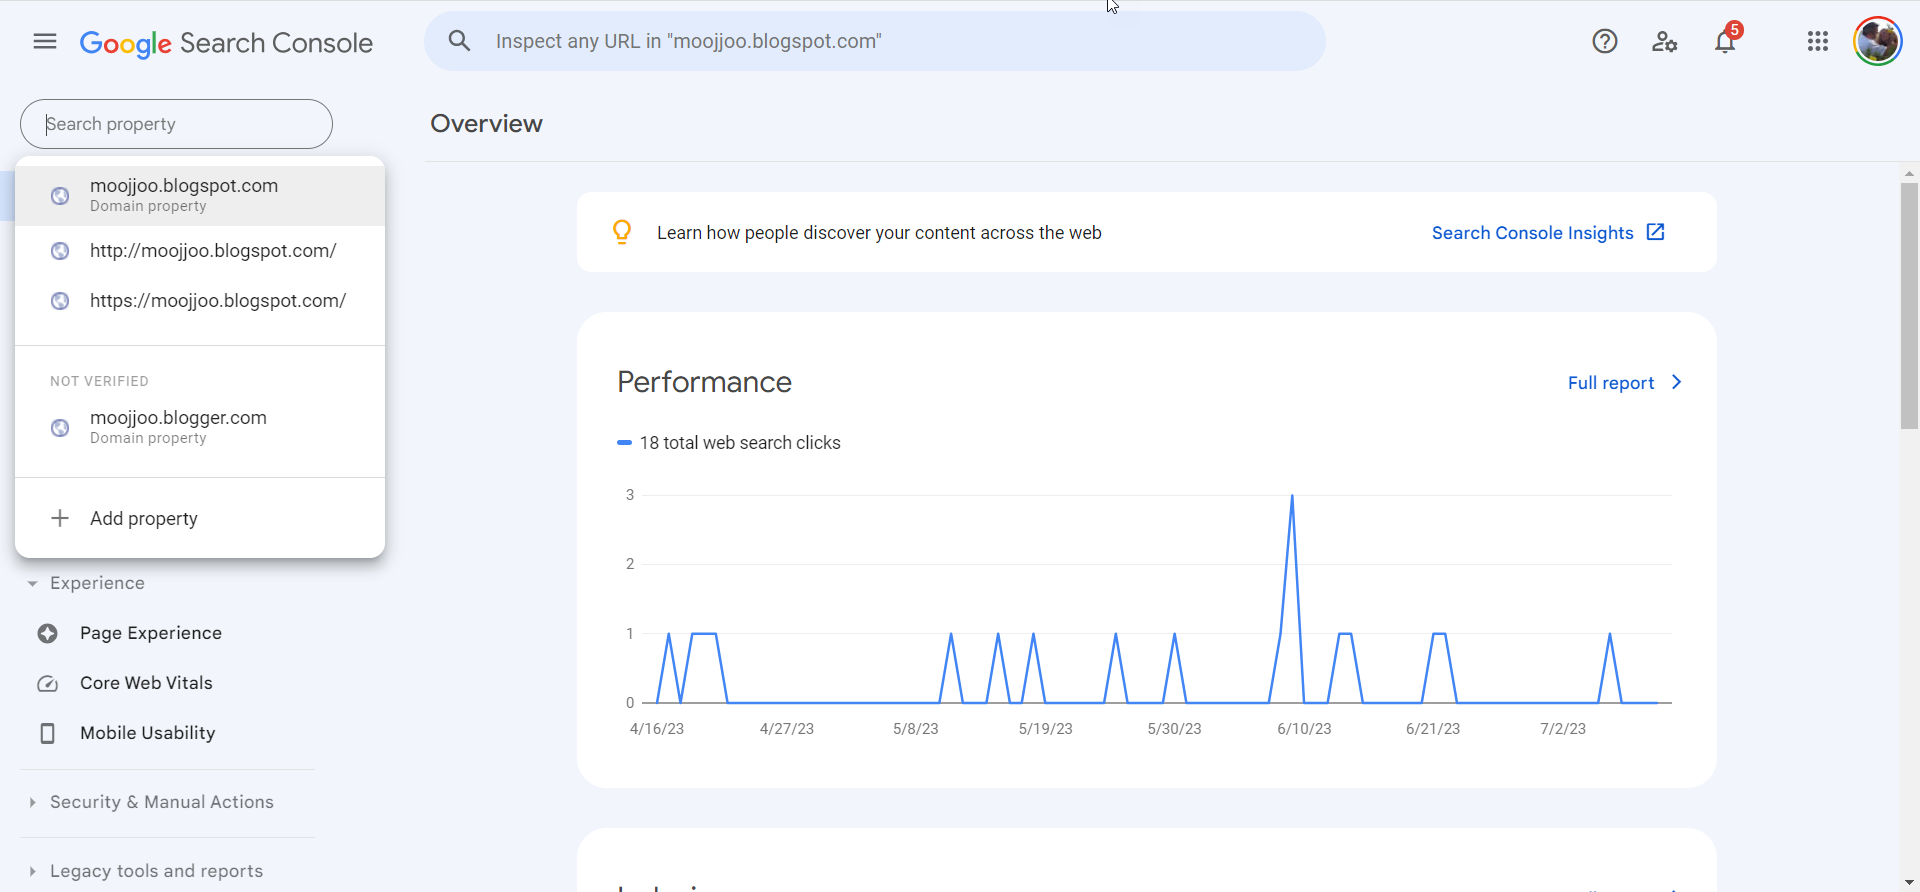 Google Search Console
Inspect any URL in "moojjoo.blogspot.com"
5
Search property
Overview
moojjoo.blogspot.com
Domain property
http://moojjoo.blogspot.com/
https://moojjoo.blogspot.com/
NOT VERIFIED
moojjoo.blogger.com
Domain property
Add property
Experience
Page Experience
Core Web Vitals
Mobile Usability
Security & Manual Actions
Legacy tools and reports
Learn how people discover your content across the web
Search Console Insights
Performance
Full report
18 total web search clicks
3
2
1
0
4/16/23 4/27/23 5/8/23 5/19/23 5/30/23 6/10/23 6/21/23 7/2/23